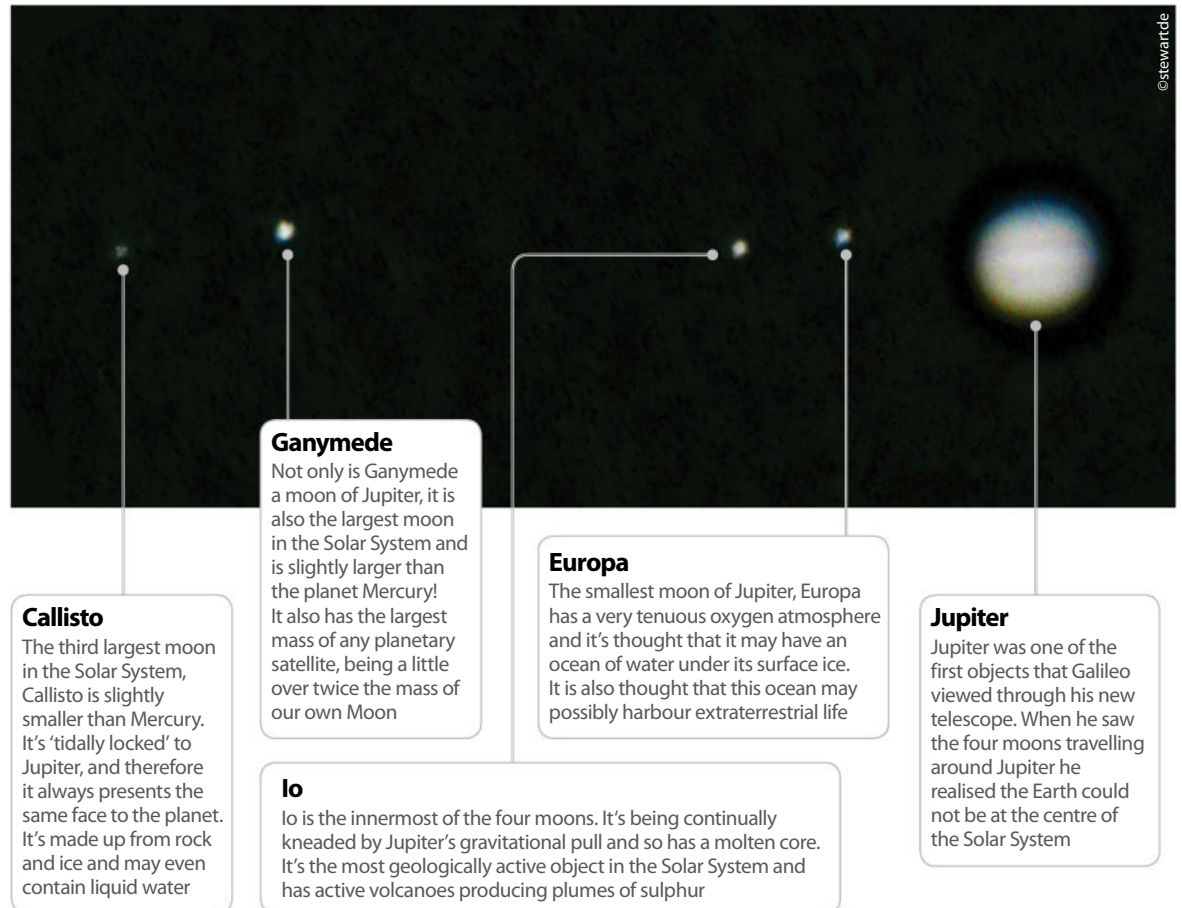 ©stewartde
Ganymede
Not only is Ganymede
a moon of Jupiter, it is
also the largest moon
in the Solar System and
is slightly larger than
the planet Mercury!
It also has the largest
mass of any planetary
satellite, being a little
over twice the mass of
our own Moon
Europa
The smallest moon of Jupiter, Europa
has a very tenuous oxygen atmosphere
and it's thought that it may have an
ocean of water under its surface ice.
It is also thought that this ocean may
possibly harbour extraterrestrial life
Callisto
The third largest moon
in the Solar System,
Callisto is slightly
smaller than Mercury.
It's ‘tidally locked’ to
Jupiter, and therefore
it always presents the
same face to the planet.
It's made up from rock
and ice and may even
contain liquid water
Jupiter
Jupiter was one of the
first objects that Galileo
viewed through his new
telescope. When he saw
the four moons travelling
around Jupiter he
realised the Earth could
not be at the centre of
the Solar System
Io
Io is the innermost of the four moons. It's being continually
kneaded by Jupiter's gravitational pull and so has a molten core.
It's the most geologically active object in the Solar System and
has active volcanoes producing plumes of sulphur